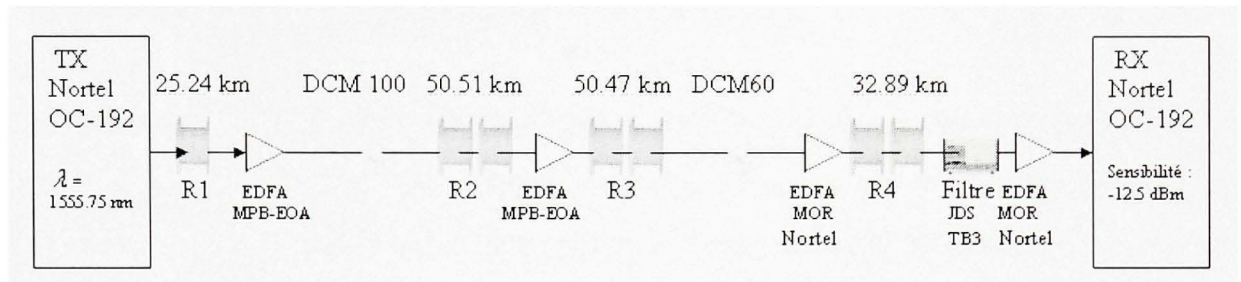 TX
Nortel
OC-192
λ =
1555.75 nm
25.24 km
DCM 100
50.51 km
50.47 km
DCM60
32.89 km
R1
EDFA
MPB-EOA
R2
EDFA
MPB-EOA
R3
EDFA
MOR
Nortel
R4
Filtre
JDS
TB3
EDFA
MOR
Nortel
RX
Nortel
OC-192
Sensibilité :
-12.5 dBm